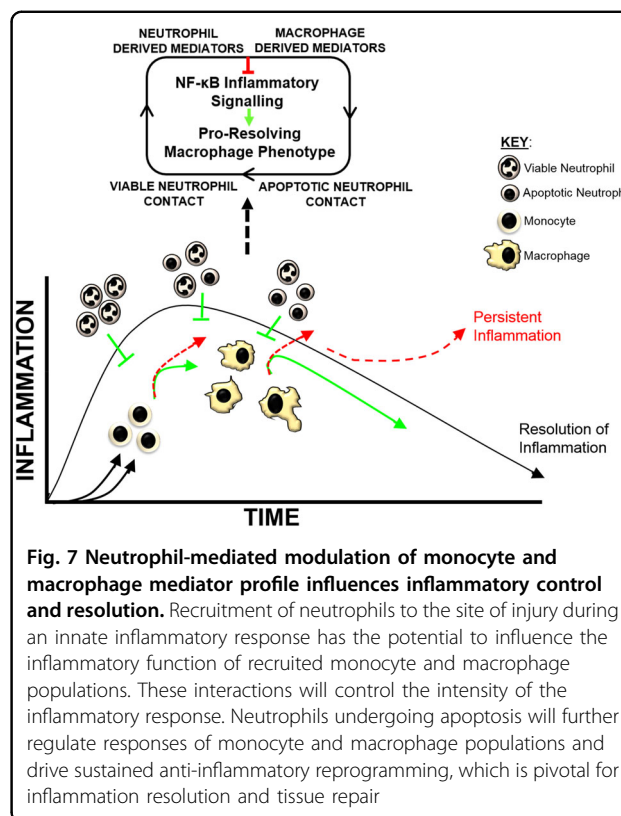 NEUTROPHIL MACROPHAGE
DERIVED MEDIATORS DERIVED MEDIATORS
NF-κB Inflammatory
Signalling
Pro-Resolving
Macrophage Phenotype
VIABLE NEUTROPHIL APOPTOTIC NEUTROPHIL
CONTACT CONTACT
KEY:
Viable Neutrophil
Apoptotic Neutroph
Monocyte
Macrophage
INFLAMMATION
Persistent
Inflammation
Resolution of
Inflammation
TIME
Fig. 7 Neutrophil-mediated modulation of monocyte and
macrophage mediator profile influences inflammatory control
and resolution. Recruitment of neutrophils to the site of injury during
an innate inflammatory response has the potential to influence the
inflammatory function of recruited monocyte and macrophage
populations. These interactions will control the intensity of the
inflammatory response. Neutrophils undergoing apoptosis will further
regulate responses of monocyte and macrophage populations and
drive sustained anti-inflammatory reprogramming, which is pivotal for
inflammation resolution and tissue repair